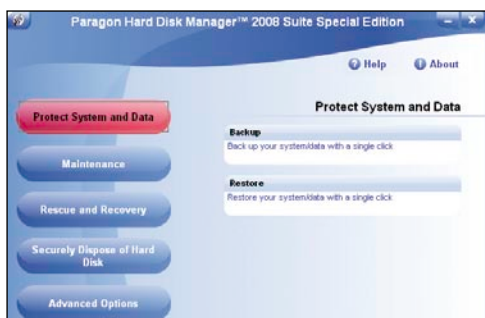 Paragon Hard Disk Manager™ 2008 Suite Special Edition
Help
About
Protect System and Data
Maintenance
Rescue and Recovery
Securely Dispose of Hard
Disk
Advanced Options
Protect System and Data
Backup
Back up your system/data with a single click
Restore
Restore your system/data with a single click